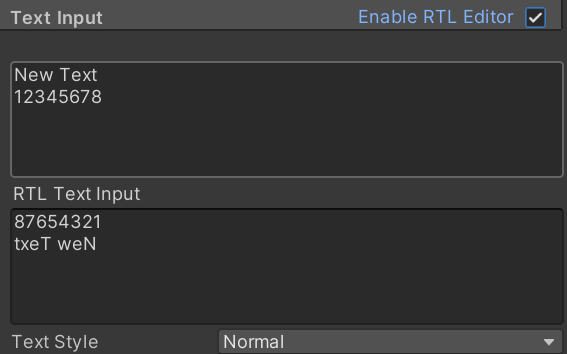 Text Input
Enable RTL Editor
New Text
12345678
RTL Text Input
87654321
txeT weN
Text Style
Normal